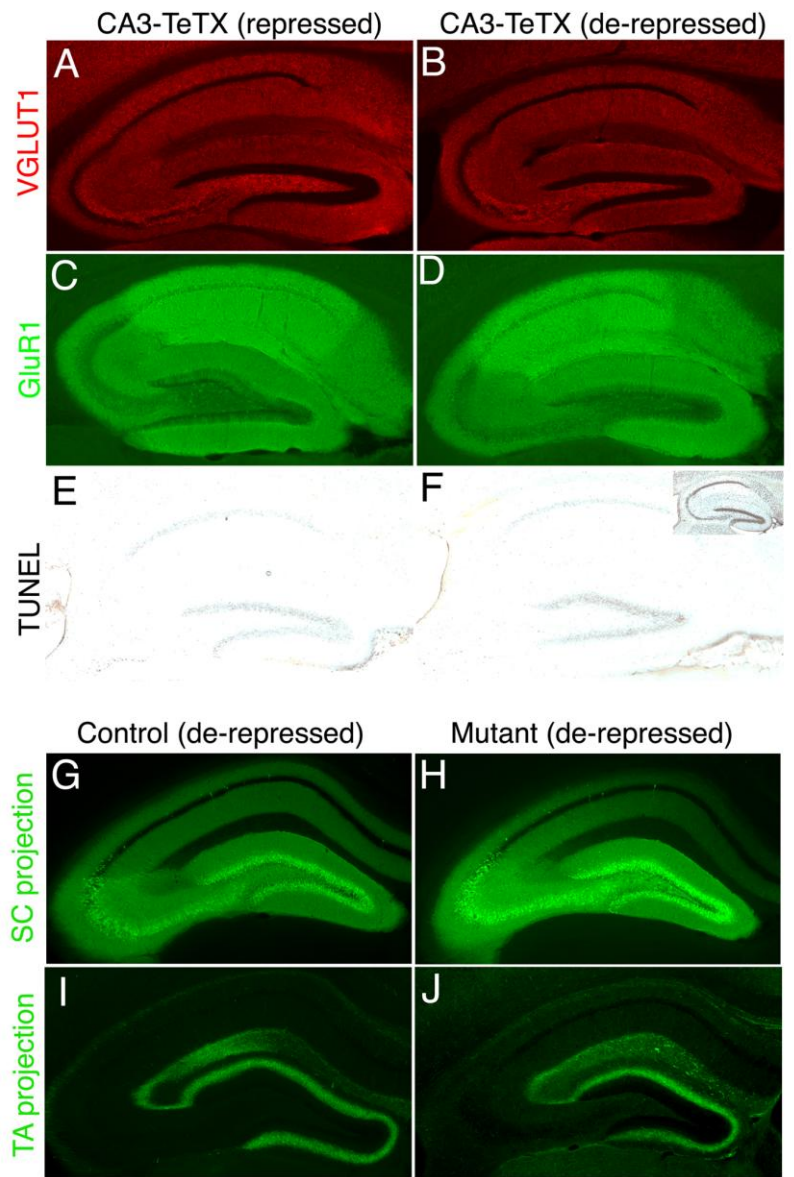 CA3-TeTX (repressed) CA3-TeTX (de-repressed)
VGLUT1 A B
GluR1 C D
TUNEL E F
Control (de-repressed) Mutant (de-repressed)
SC projection G H
TA projection I J